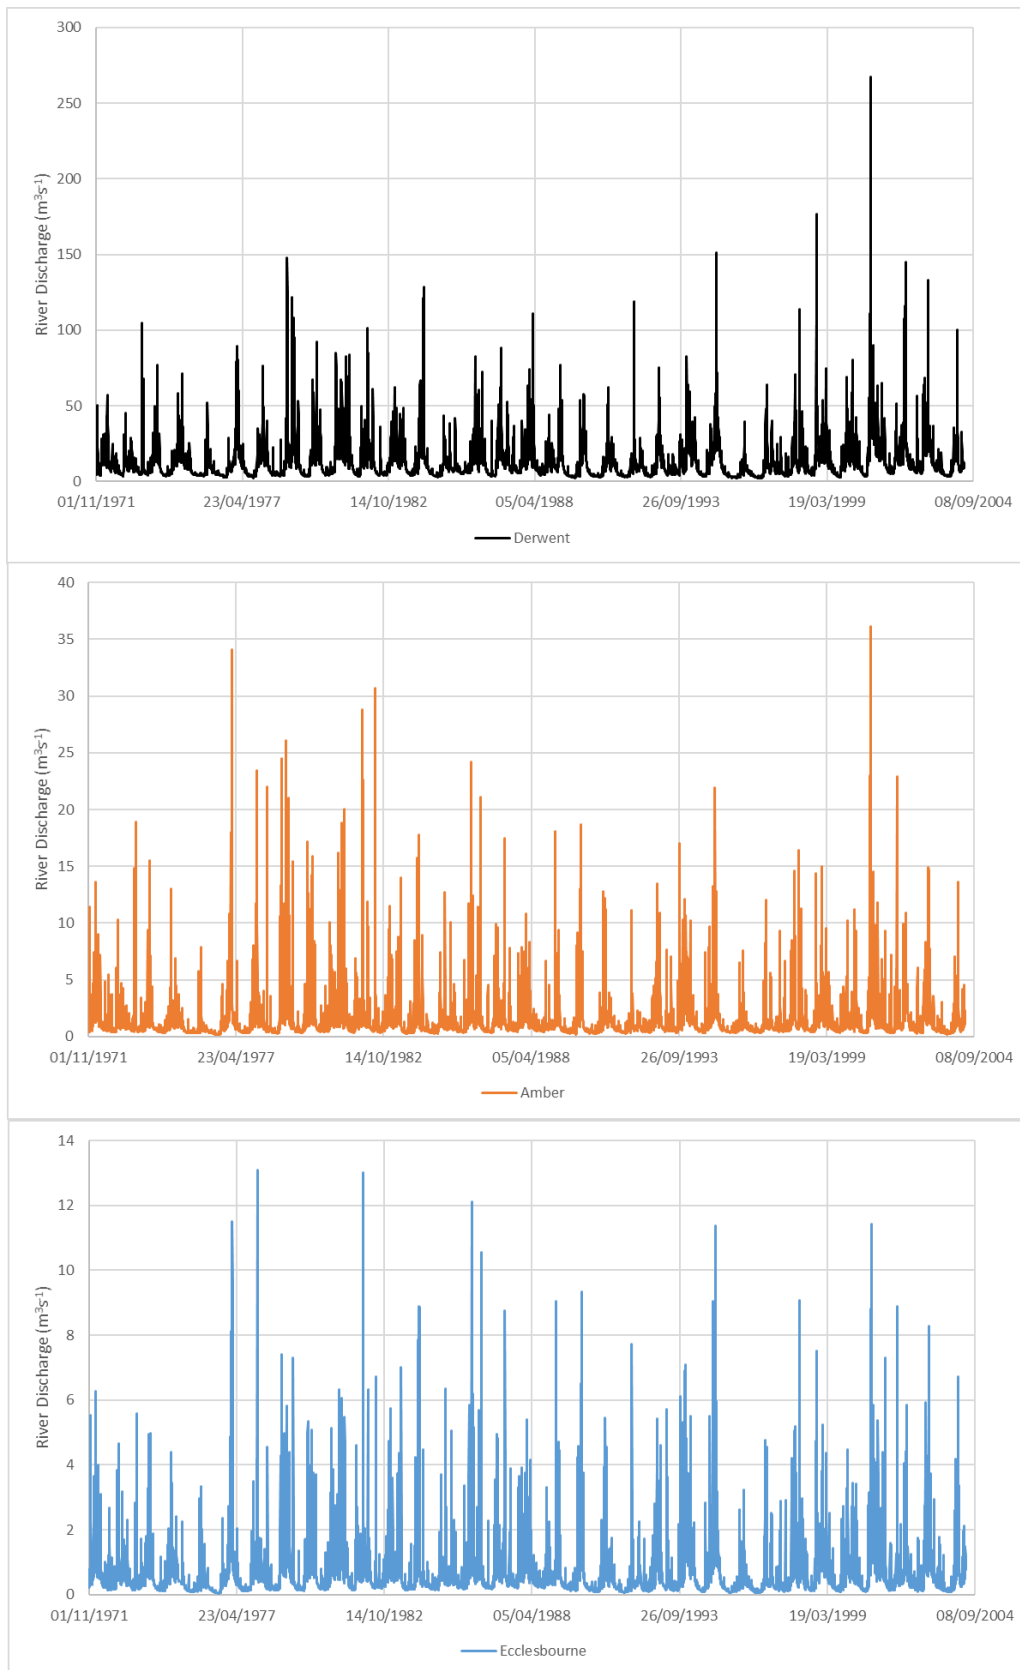 300
250
200
150
100
50
0
River Discharge (m³s⁻¹)
01/11/1971 23/04/1977 14/10/1982 05/04/1988 26/09/1993 19/03/1999 08/09/2004
Derwent
40
35
30
25
20
15
10
5
0
River Discharge (m³s⁻¹)
01/11/1971 23/04/1977 14/10/1982 05/04/1988 26/09/1993 19/03/1999 08/09/2004
Amber
14
12
10
8
6
4
2
0
River Discharge (m³s⁻¹)
01/11/1971 23/04/1977 14/10/1982 05/04/1988 26/09/1993 19/03/1999 08/09/2004
Ecclesbourne